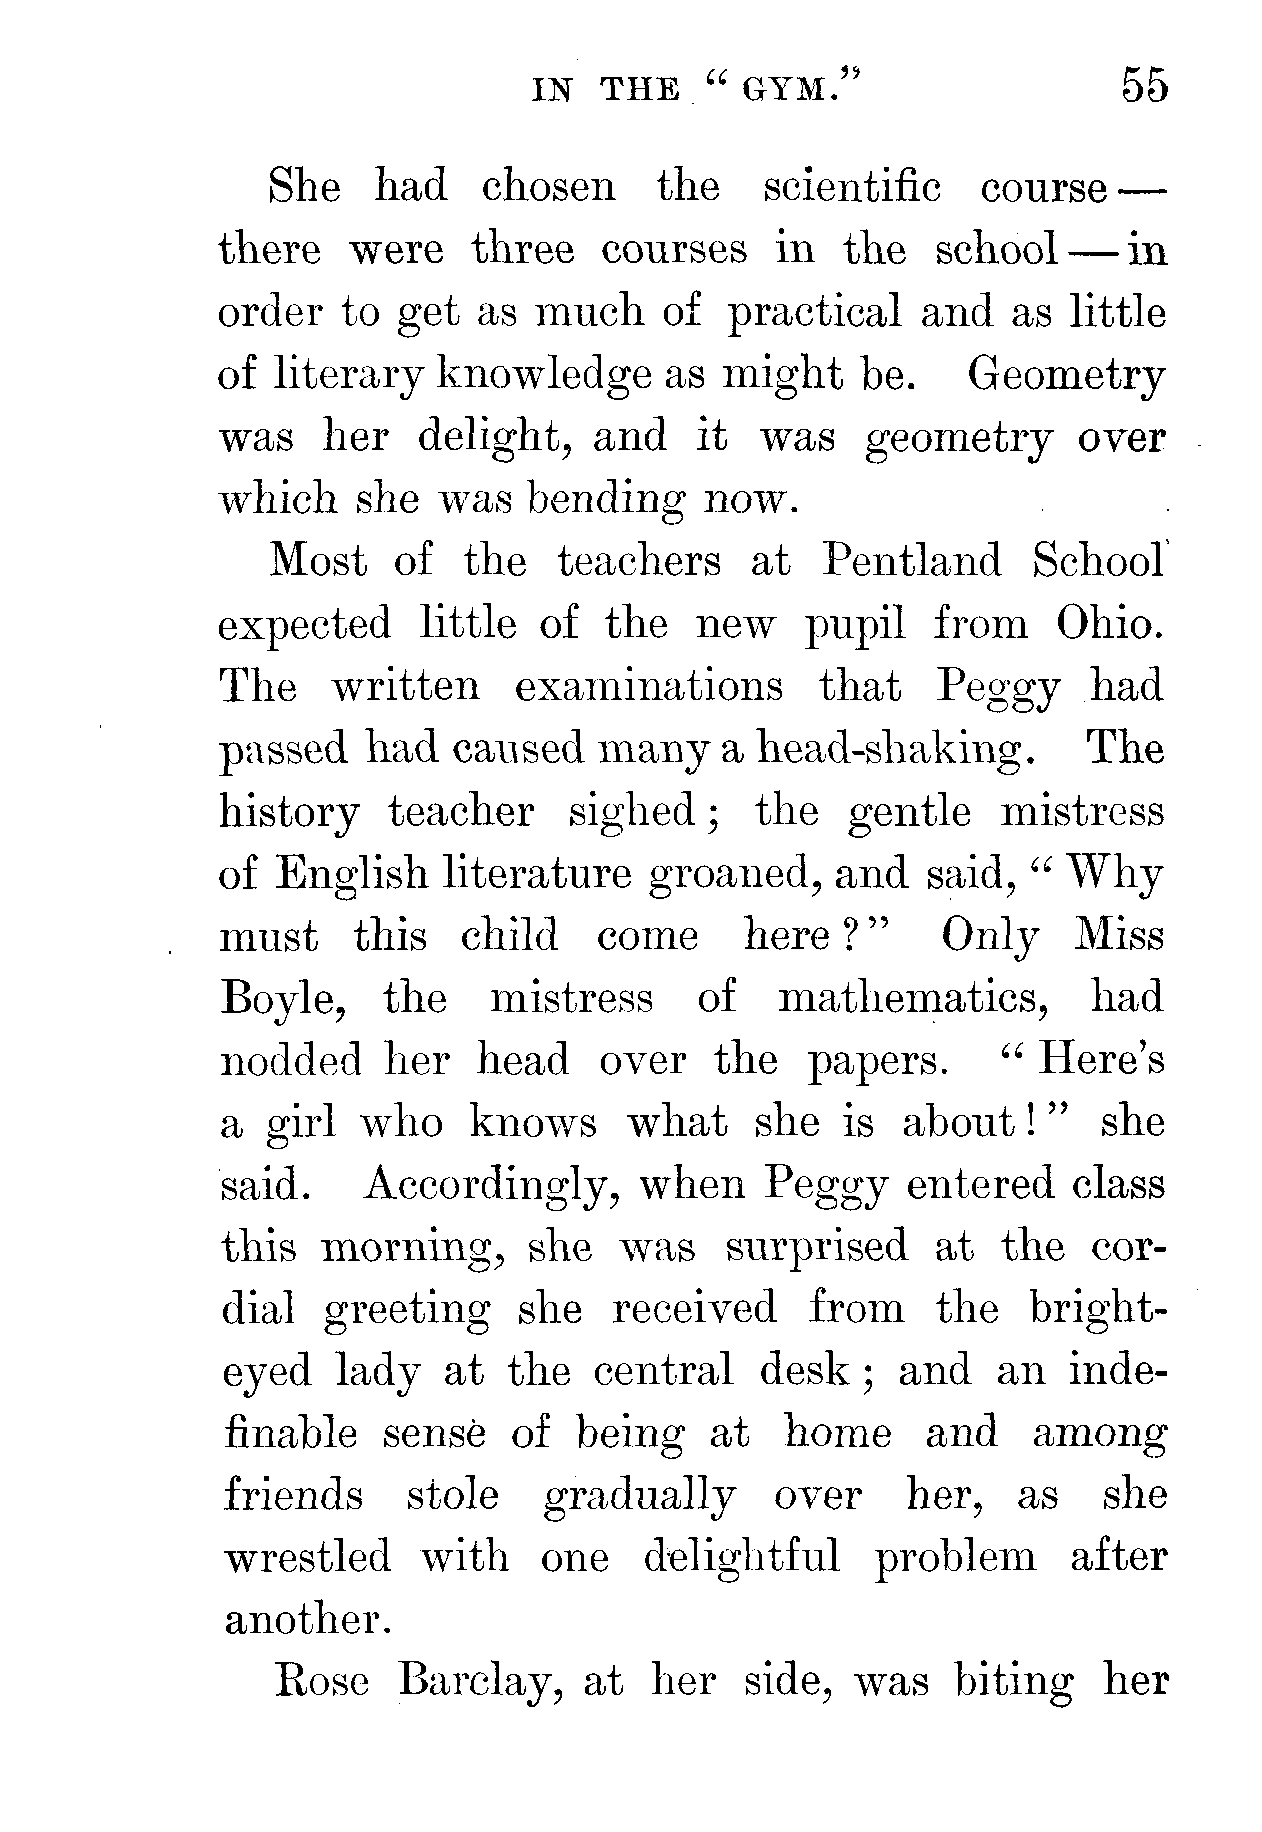 IN THE "GYM." 55
She had chosen the scientific course —
there were three courses in the school — in
order to get as much of practical and as little
of literary knowledge as might be. Geometry
was her delight, and it was geometry over
which she was bending now.
Most of the teachers at Pentland School
expected little of the new pupil from Ohio.
The written examinations that Peggy had
passed had caused many a head-shaking. The
history teacher sighed; the gentle mistress
of English literature groaned, and said, "Why
must this child come here?" Only Miss
Boyle, the mistress of mathematics, had
nodded her head over the papers. "Here's
a girl who knows what she is about!" she
said. Accordingly, when Peggy entered class
this morning, she was surprised at the cor-
dial greeting she received from the bright-
eyed lady at the central desk; and an inde-
finable sense of being at home and among
friends stole gradually over her, as she
wrestled with one delightful problem after
another.
Rose Barclay, at her side, was biting her